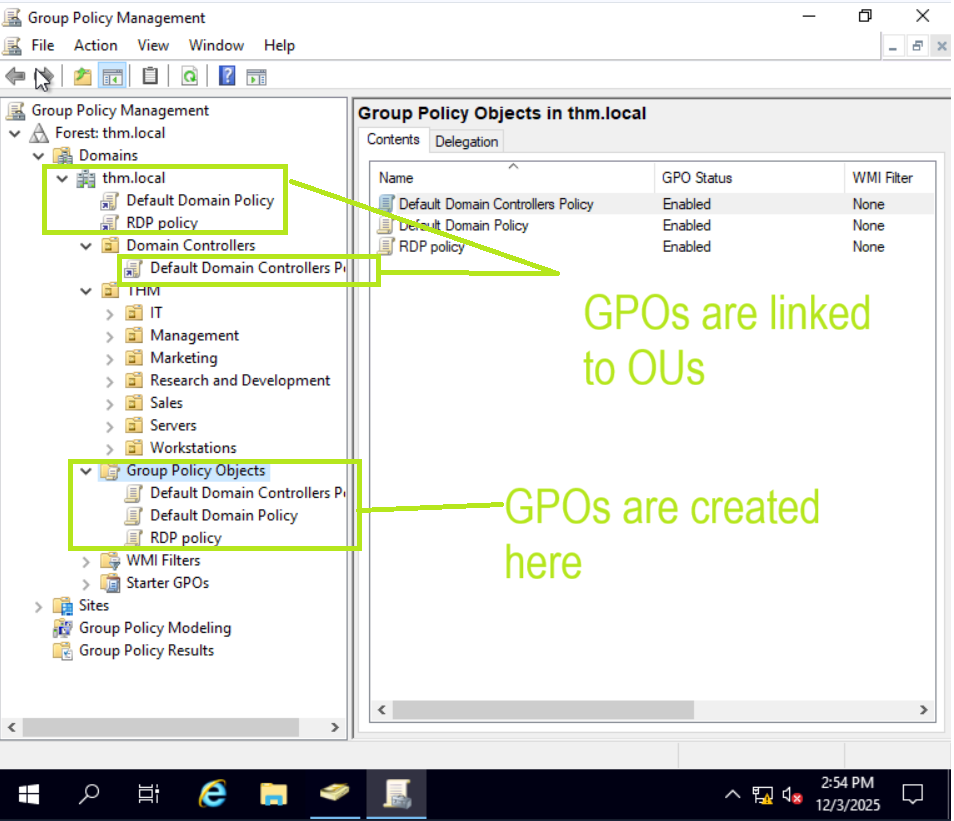 Group Policy Management
File Action View Window Help
Group Policy Management
Forest: thm.local
Domains
thm.local
Default Domain Policy
RDP policy
Domain Controllers
Default Domain Controllers P
THM
IT
Management
Marketing
Research and Development
Sales
Servers
Workstations
Group Policy Objects
Default Domain Controllers P
Default Domain Policy
RDP policy
WMI Filters
Starter GPOs
Sites
Group Policy Modeling
Group Policy Results
Group Policy Objects in thm.local
Contents Delegation
Name GPO Status WMI Filter
Default Domain Controllers Policy Enabled None
Default Domain Policy Enabled None
RDP policy Enabled None
GPOs are linked
to OUs
GPOs are created
here
2:54 PM
12/3/2025